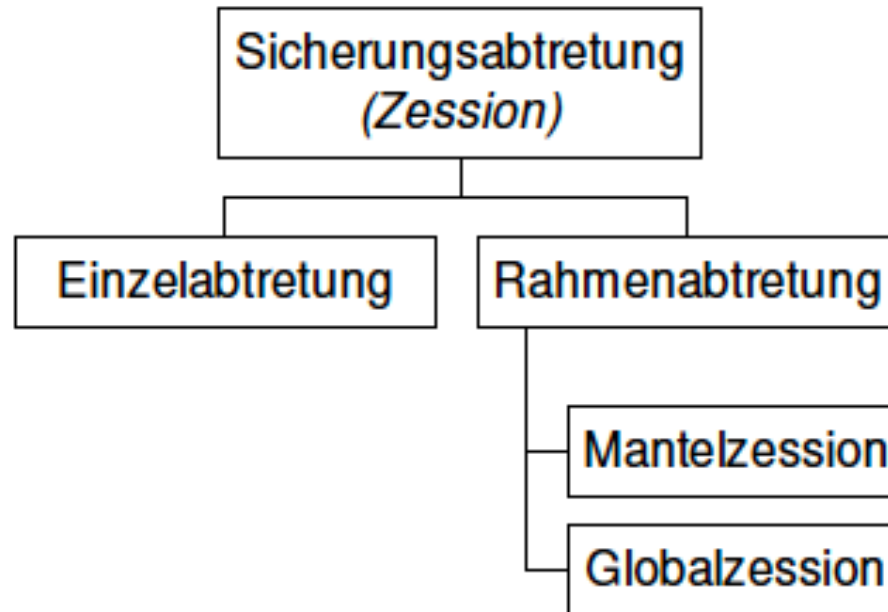 Sicherungsabtretung
(Zession)
Einzelabtretung
Rahmenabtretung
Mantelzession
Globalzession